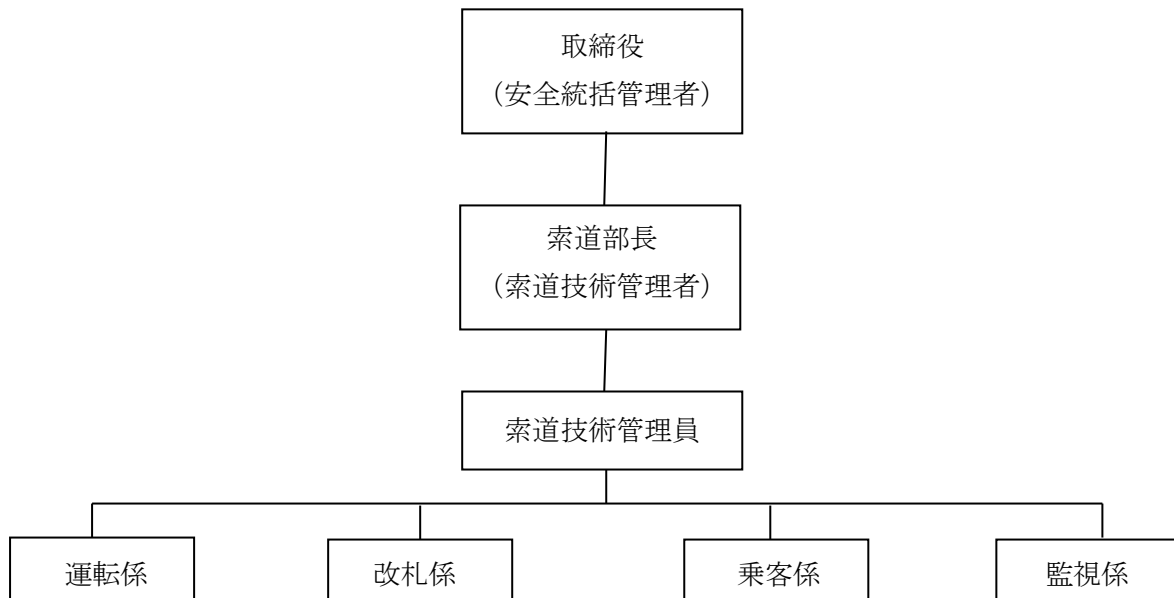 取締役
（安全統括管理者）
索道部長
（索道技術管理者）
索道技術管理員
運転係
改札係
乗客係
監視係